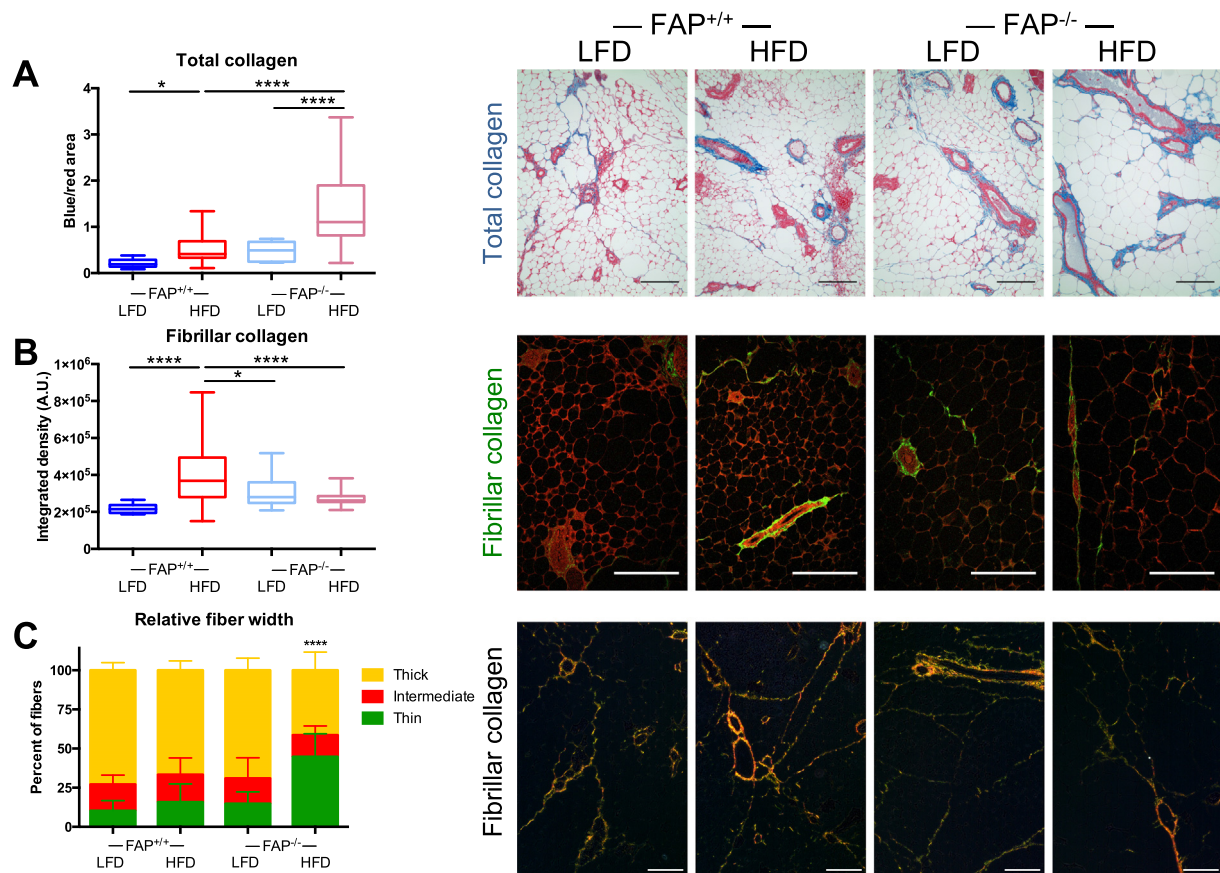 — FAP+/+ —
— FAP-/- —
LFD
HFD
LFD
HFD
A
Total collagen
Blue/red area
4
3
2
1
0
*
****
****
— FAP+/+ —
— FAP-/- —
LFD
HFD
LFD
HFD
Total collagen
B
Fibrillar collagen
Integrated density (A.U.)
1×10⁶
8×10⁵
6×10⁵
4×10⁵
2×10⁵
0
****
****
*
— FAP+/+ —
— FAP-/- —
LFD
HFD
LFD
HFD
Fibrillar collagen
C
Relative fiber width
Percent of fibers
100
75
50
25
0
****
Thick
Intermediate
Thin
— FAP+/+ —
— FAP-/- —
LFD
HFD
LFD
HFD
Fibrillar collagen